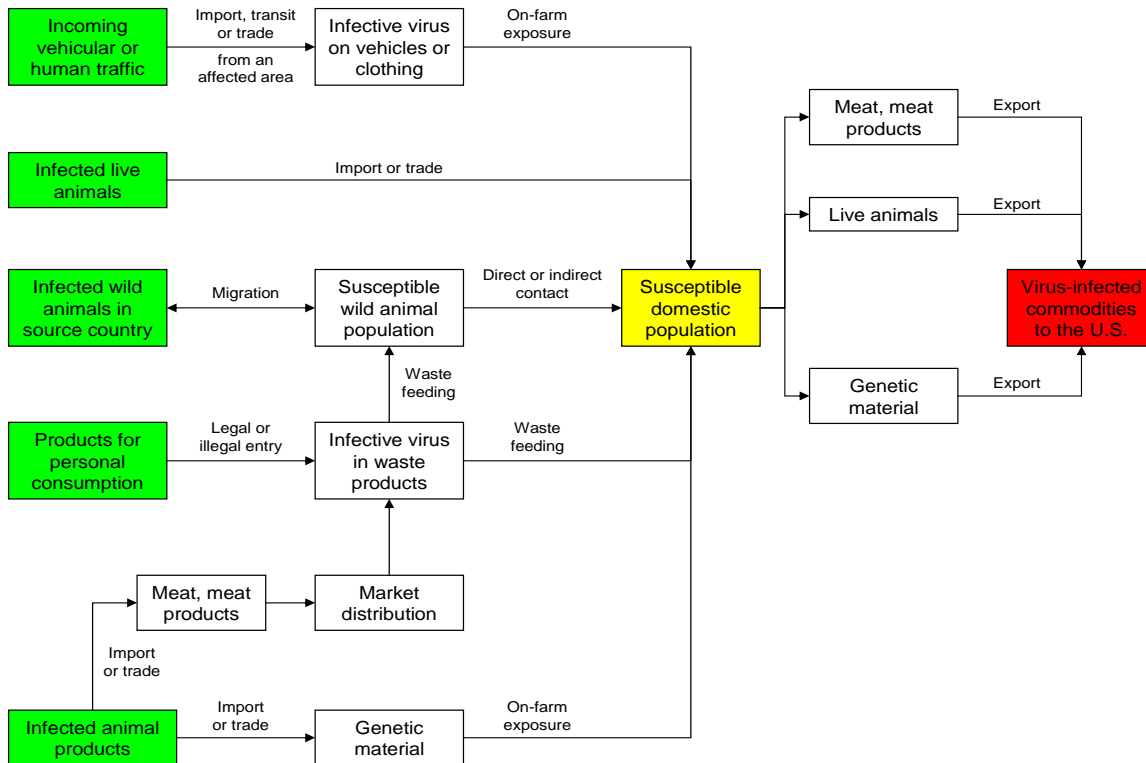 Incoming
vehicular or
human traffic
Import, transit
or trade
from an
affected area
Infective virus
on vehicles or
clothing
On-farm
exposure
Infected live
animals
Import or trade
Infected wild
animals in
source country
Migration
Susceptible
wild animal
population
Direct or indirect
contact
Susceptible
domestic
population
Meat, meat
products
Export
Live animals
Export
Virus-infected
commodities
to the U.S.
Genetic
material
Export
Waste
feeding
Products for
personal
consumption
Legal or
illegal entry
Infective virus
in waste
products
Waste
feeding
Meat, meat
products
Market
distribution
Import
or trade
Infected animal
products
Import
or trade
Genetic
material
On-farm
exposure